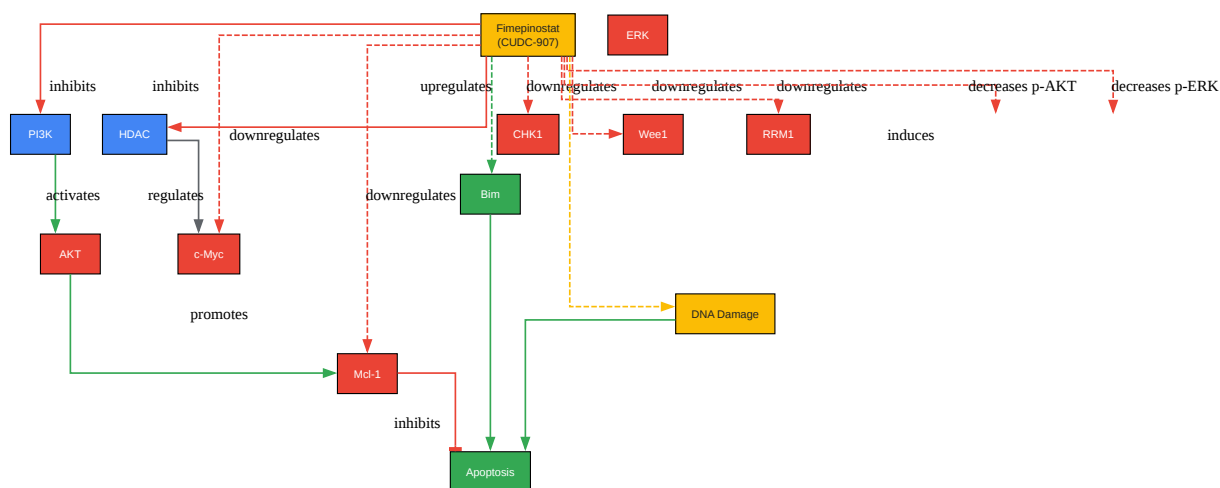 Fimepinostat
(CUDC-907)
ERK
inhibits
inhibits
upregulates
downregulates
downregulates
downregulates
decreases p-AKT
decreases p-ERK
PI3K
HDAC
downregulates
CHK1
Wee1
RRM1
induces
activates
regulates
downregulates
Bim
AKT
c-Myc
promotes
DNA Damage
Mcl-1
inhibits
Apoptosis